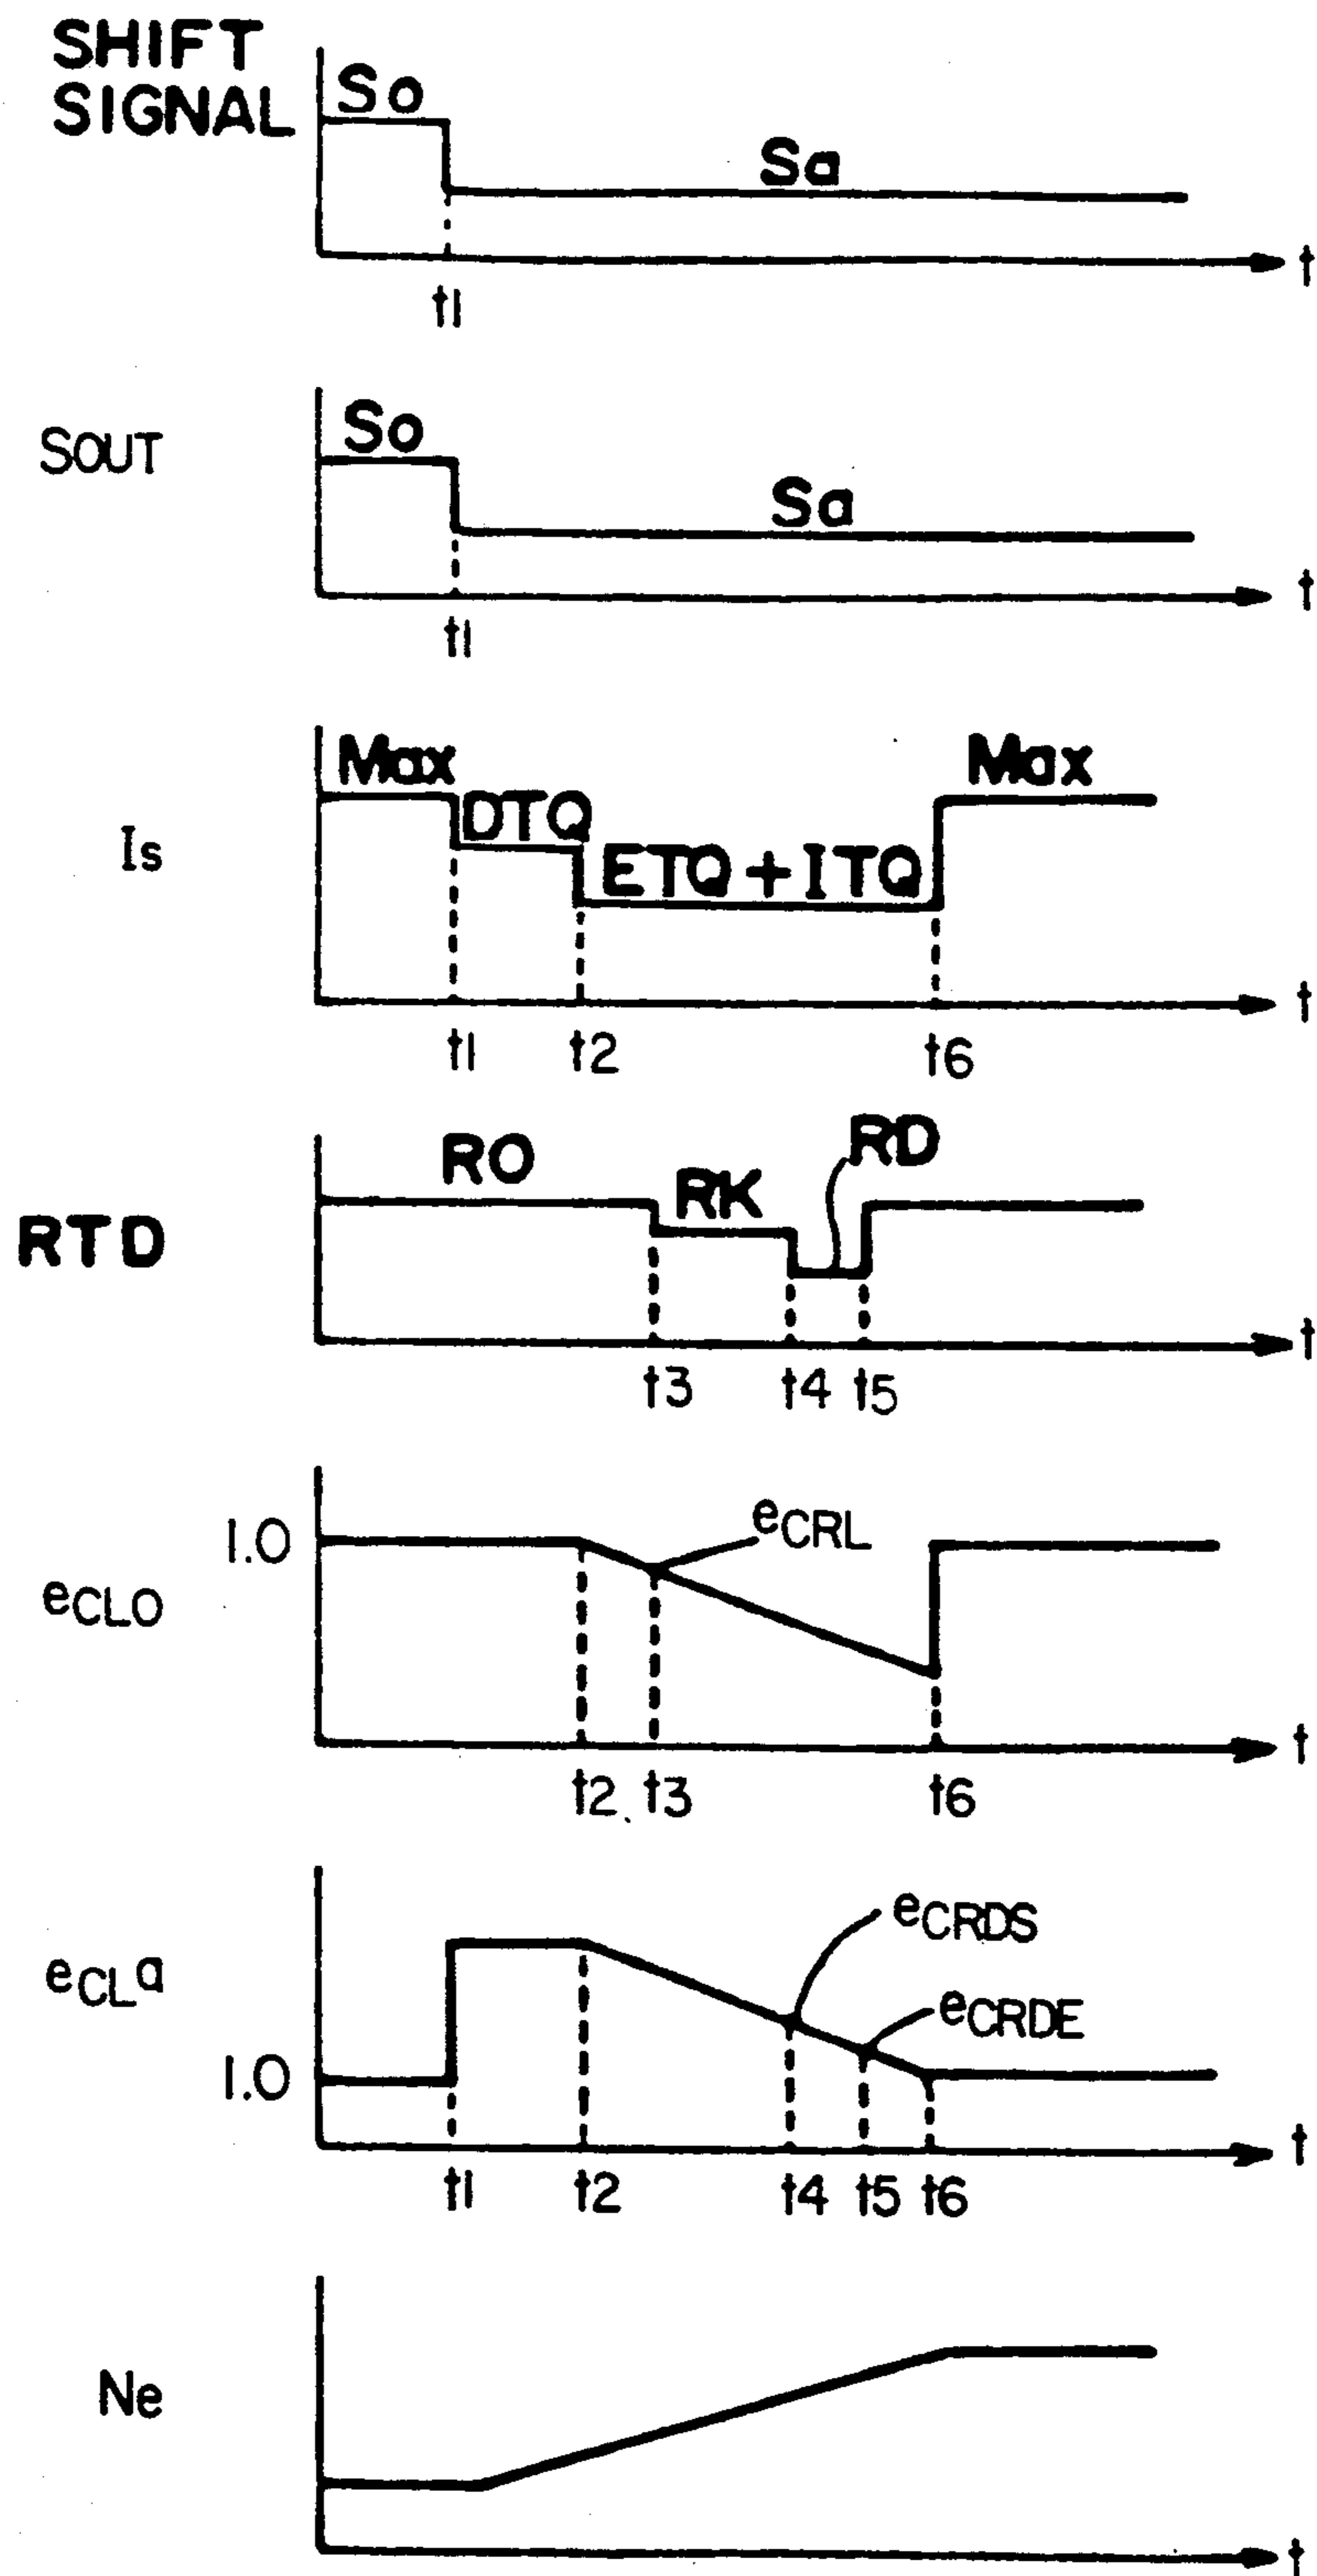 SHIFT
SIGNAL
So
Sa
t
t1
SOUT
So
Sa
t
t1
Is
Max
DTQ
ETQ + ITQ
Max
t
t1 t2 t6
RTD
RO
RK
RD
t
t3 t4 t5
eCLO
1.0
eCRL
t
t2 t3 t6
eCLa
1.0
eCRDS
eCRDE
t
t1 t2 t4 t5 t6
Ne
t